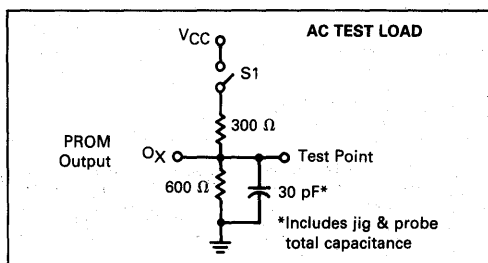 AC TEST LOAD
VCC
S1
300 Ω
PROM
Output
OX
Test Point
600 Ω
30 pF*
*Includes jig & probe
total capacitance